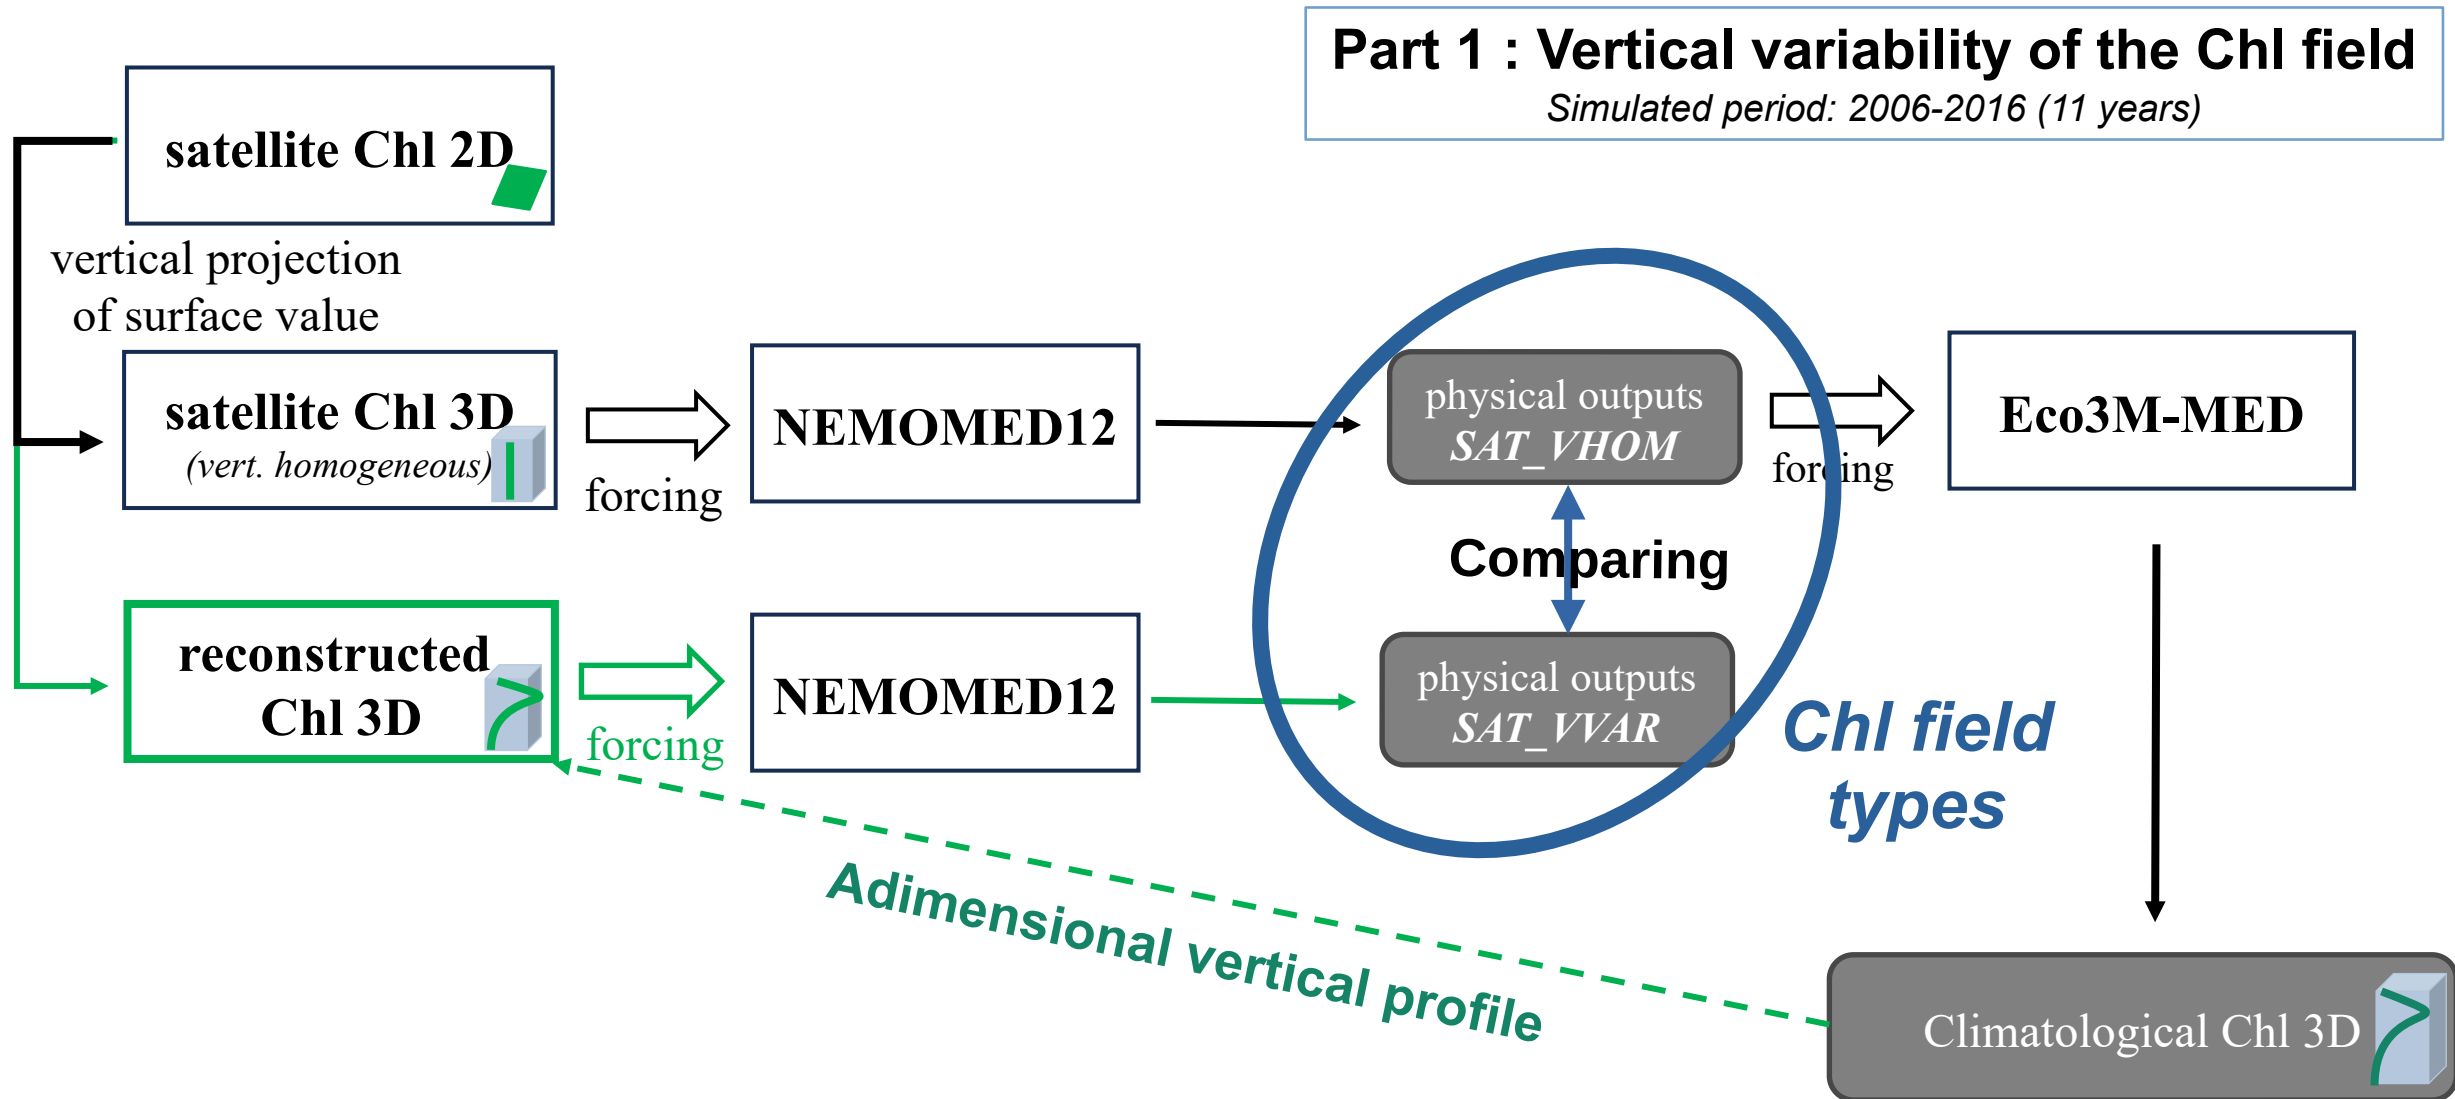 Part 1 : Vertical variability of the Chl field
Simulated period: 2006-2016 (11 years)
satellite Chl 2D
vertical projection
of surface value
satellite Chl 3D
(vert. homogeneous)
forcing
NEMOMED12
physical outputs
SAT_VHOM
forcing
Eco3M-MED
Comparing
reconstructed
Chl 3D
forcing
NEMOMED12
physical outputs
SAT_VVAR
Chl field
types
Adimensional vertical profile
Climatological Chl 3D